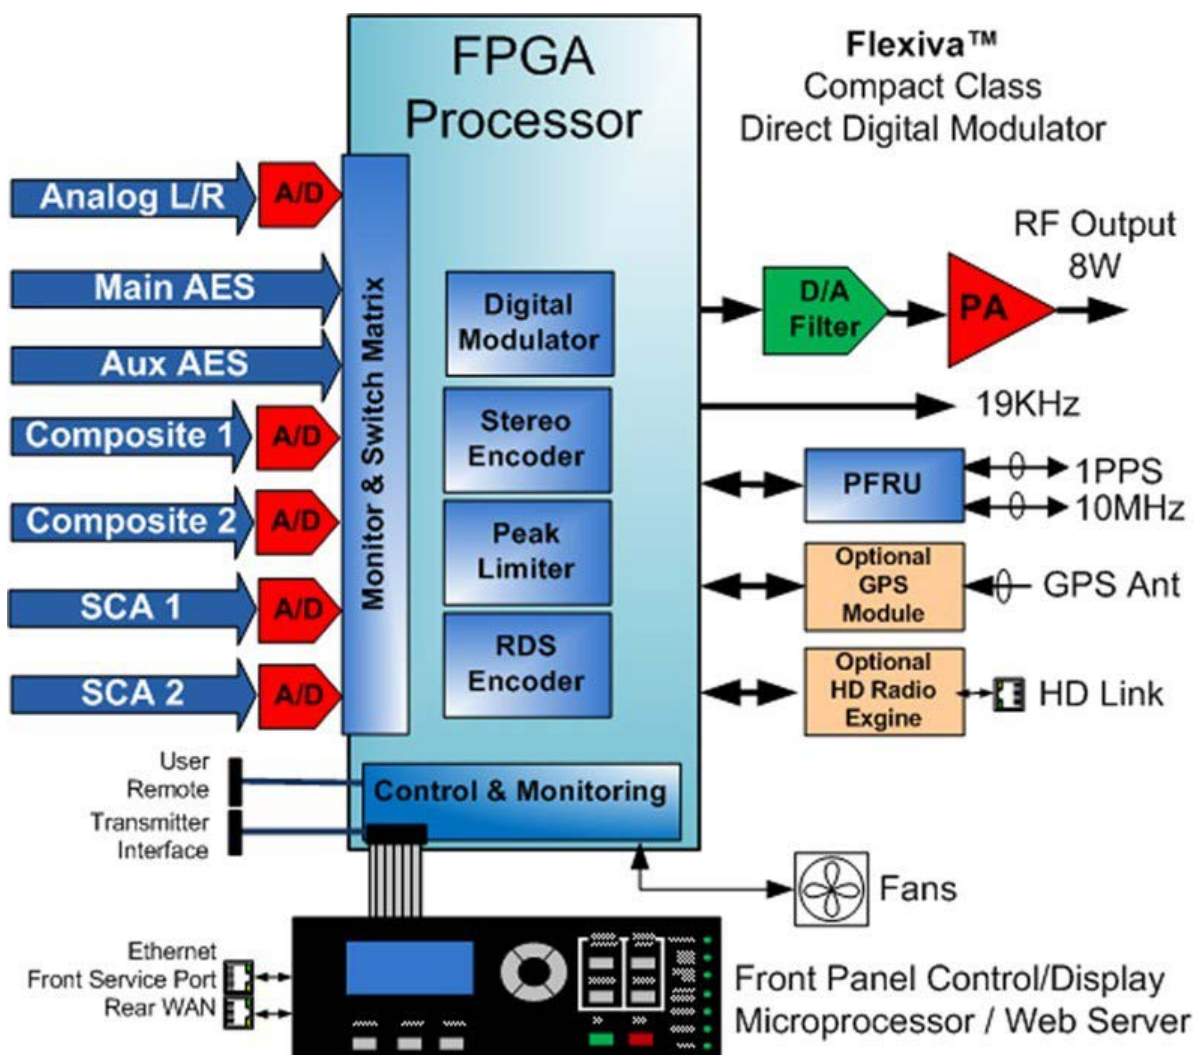 FPGA
Processor
Flexiva™
Compact Class
Direct Digital Modulator
Analog L/R
A/D
Main AES
Aux AES
Composite 1
A/D
Composite 2
A/D
SCA 1
A/D
SCA 2
A/D
Monitor & Switch Matrix
Digital
Modulator
Stereo
Encoder
Peak
Limiter
RDS
Encoder
D/A
Filter
PA
RF Output
8W
19KHz
PFRU
1PPS
10MHz
Optional
GPS
Module
GPS Ant
Optional
HD Radio
Exgine
HD Link
User
Remote
Transmitter
Interface
Control & Monitoring
Fans
Ethernet
Front Service Port
Rear WAN
Front Panel Control/Display
Microprocessor / Web Server